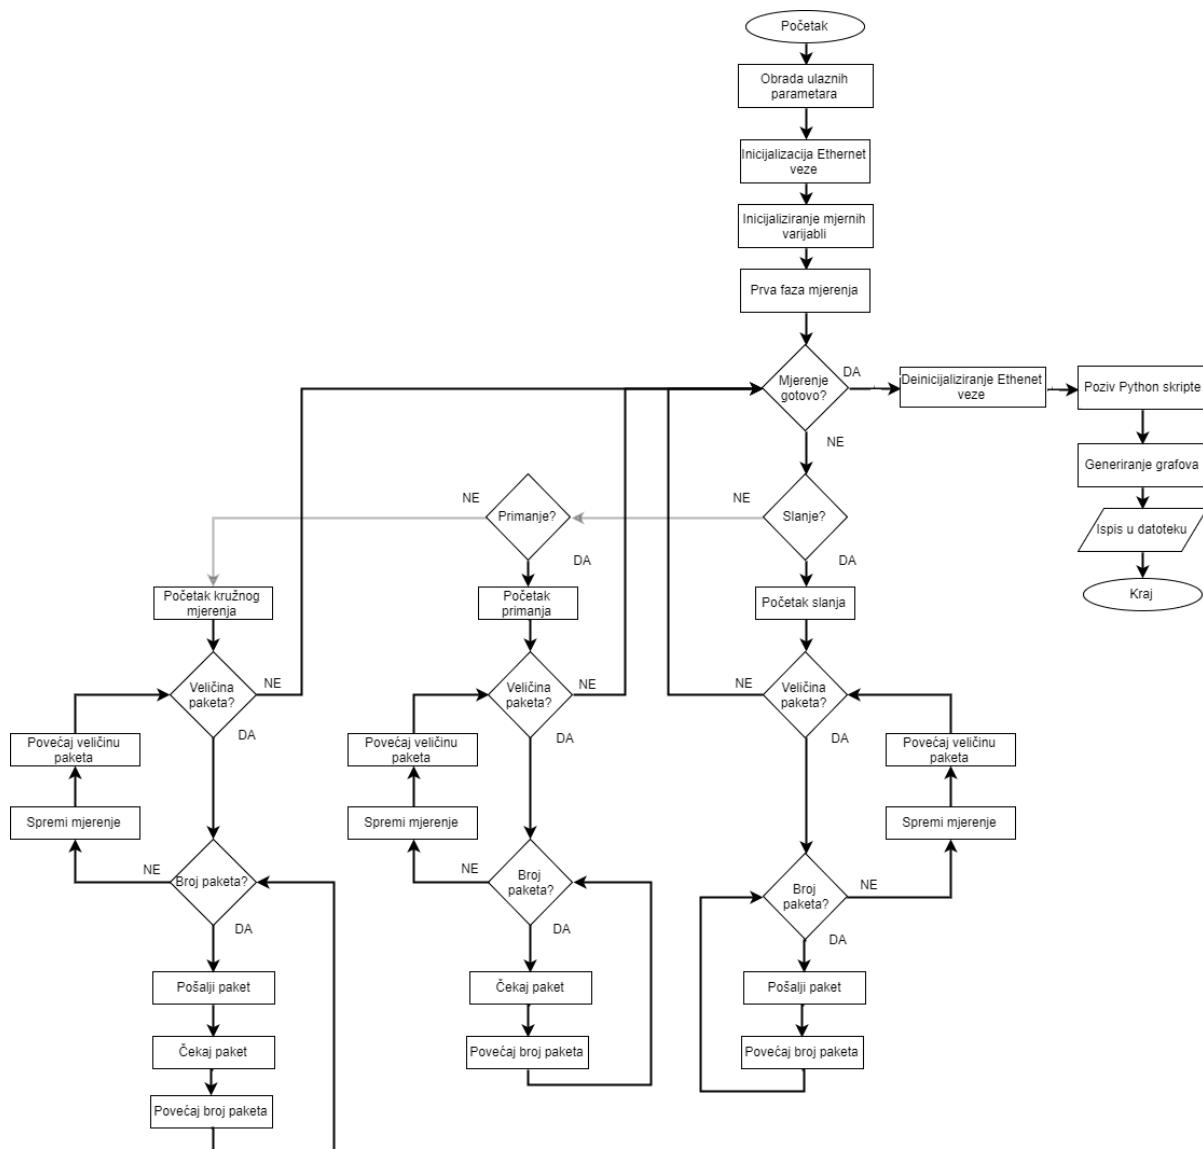 Početak
Obrada ulaznih
parametara
Inicijalizacija Ethernet
veze
Inicijaliziranje mjernih
varijabli
Prva faza mjerenja
Mjerenje
gotovo?
DA
Deinicijaliziranje Ethenet
veze
Poziv Python skripte
NE
Generiranje grafova
Ispis u datoteku
Kraj
Slanje?
NE
DA
Primanje?
NE
DA
Početak kružnog
mjerenja
Veličina
paketa?
NE
DA
Povećaj veličinu
paketa
Spremi mjerenje
NE
Broj paketa?
DA
Pošalji paket
Čekaj paket
Povećaj broj paketa
Početak
primanja
Veličina
paketa?
NE
DA
Povećaj veličinu
paketa
Spremi mjerenje
NE
Broj
paketa?
DA
Čekaj paket
Povećaj broj paketa
Početak slanja
NE
Veličina
paketa?
DA
Povećaj veličinu
paketa
Spremi mjerenje
Broj
paketa?
NE
DA
Pošalji paket
Povećaj broj paketa